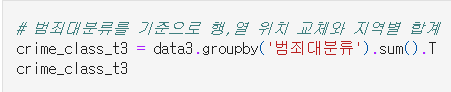 # 범죄대분류를 기준으로 행,열 위치 교체와 지역별 합계
crime_class_t3 = data3.groupby('범죄대분류').sum().T
crime_class_t3